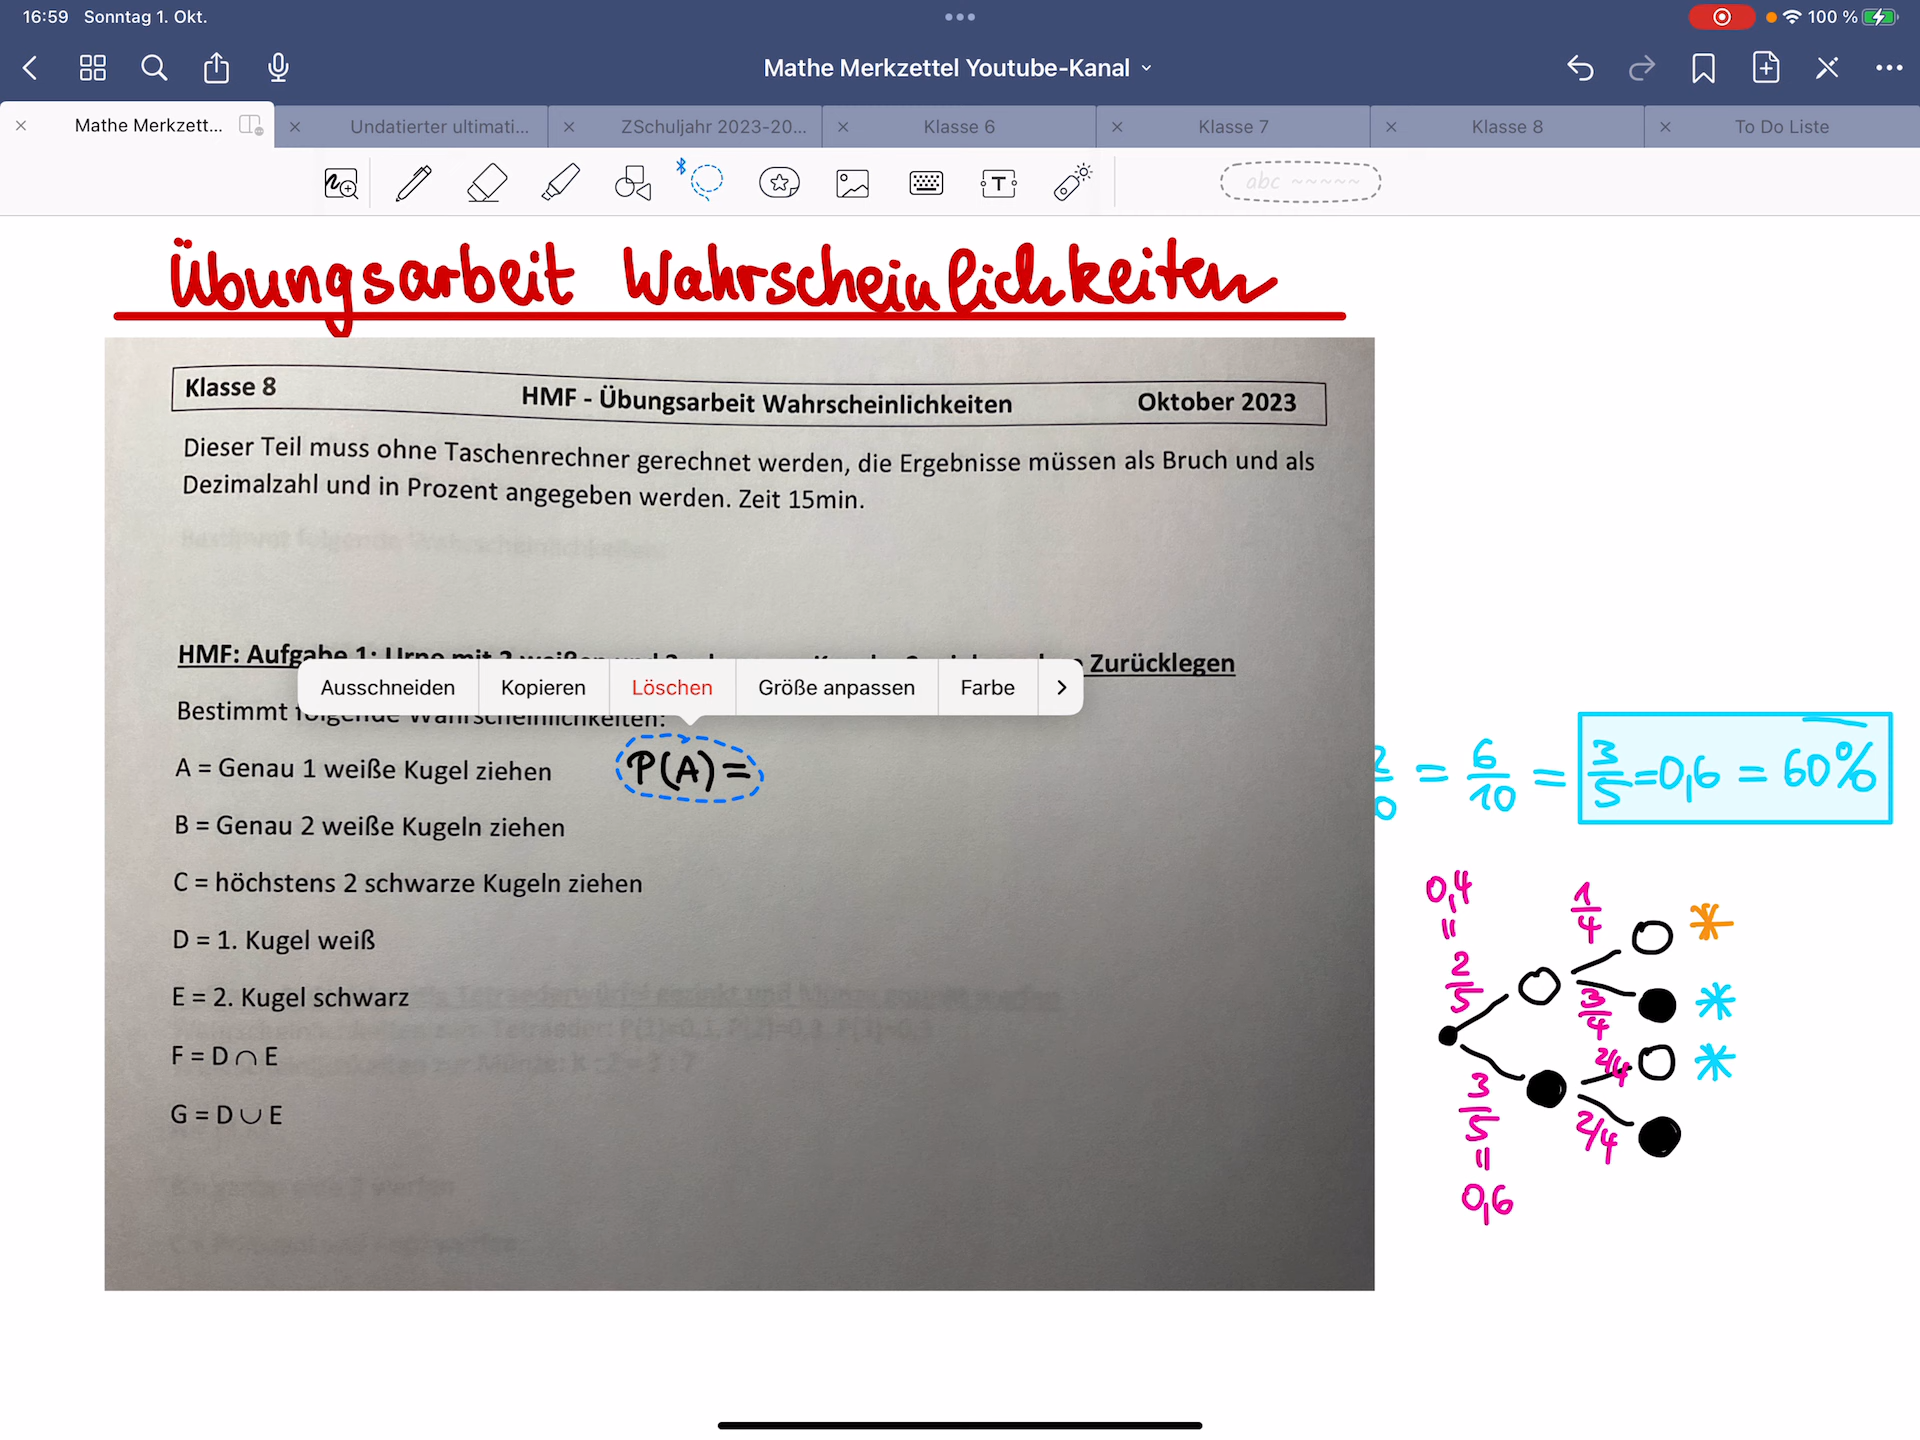 16:59 Sonntag 1. Okt.
100 %
Mathe Merkzettel Youtube-Kanal
Mathe Merkzett...
Undatierter ultimati...
ZSchuljahr 2023-20...
Klasse 6
Klasse 7
Klasse 8
To Do Liste
T
abc
Übungsarbeit Wahrscheinlichkeiten
Klasse 8 HMF - Übungsarbeit Wahrscheinlichkeiten Oktober 2023
Dieser Teil muss ohne Taschenrechner gerechnet werden, die Ergebnisse müssen als Bruch und als
Dezimalzahl und in Prozent angegeben werden. Zeit 15min.
HMF: Aufgabe 1: Zurücklegen
Ausschneiden Kopieren Löschen Größe anpassen Farbe
Bestimmt folgende Wahrscheinlichkeiten:
A = Genau 1 weiße Kugel ziehen P(A)=
= 6/10 = 3/5 = 0,6 = 60%
B = Genau 2 weiße Kugeln ziehen
C = höchstens 2 schwarze Kugeln ziehen
D = 1. Kugel weiß
E = 2. Kugel schwarz
F = D ∩ E
G = D ∪ E
0,4 = 2/5
1/4
3/4
2/4
2/4
3/5 = 0,6